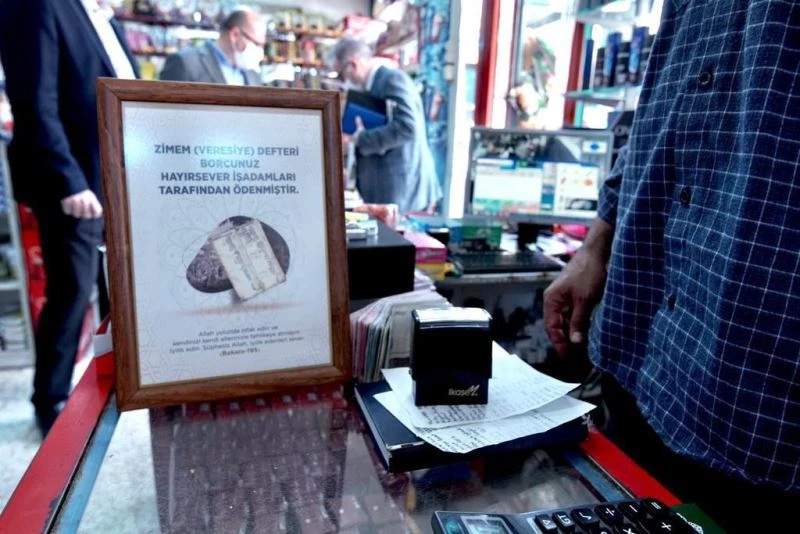 ZİMEM (VERESİYE) DEFTERİ
BORCUNUZ
HAYIRSEVER İŞADAMLARI
TARAFINDAN ÖDENMİŞTİR.
Allah yolunda infak edin ve
kendinizi kendi ellerinizle tehlikeye atmayın
İyilik edin. Şüphesiz Allah, iyilik edenleri sever.
(Bakara-195)
ilkaşe